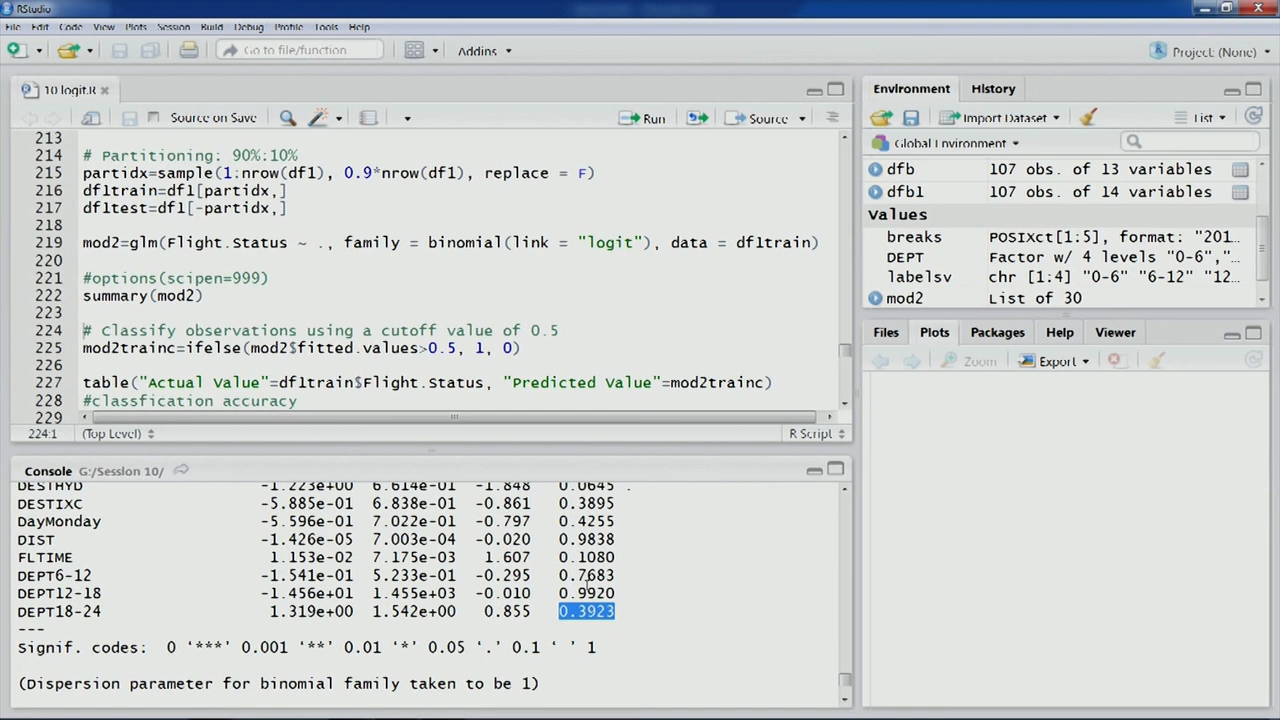 RStudio
File Edit Code View Plots Session Build Debug Profile Tools Help
Go to file/function Addins Project: (None)
10 logit.R
Source on Save Run Source
213
214 # Partitioning: 90%:10%
215 partidx=sample(1:nrow(df1), 0.9*nrow(df1), replace = F)
216 df1train=df1[partidx,]
217 df1test=df1[-partidx,]
218
219 mod2=glm(Flight.Status ~ ., family = binomial(link = "logit"), data = df1train)
220
221 #options(scipen=999)
222 summary(mod2)
223
224 # Classify observations using a cutoff value of 0.5
225 mod2trainc=ifelse(mod2$fitted.values>0.5, 1, 0)
226
227 table("Actual Value"=df1train$Flight.Status, "Predicted Value"=mod2trainc)
228 #classfication accuracy
229
224:1 (Top Level) R Script
Console G:/Session 10/
DESTHYD -1.223e+00 6.614e-01 -1.848 0.0645 .
DESTIXC -5.885e-01 6.838e-01 -0.861 0.3895
DayMonday -5.596e-01 7.022e-01 -0.797 0.4255
DIST -1.426e-05 7.003e-04 -0.020 0.9838
FLTIME 1.153e-02 7.175e-03 1.607 0.1080
DEPT6-12 -1.541e-01 5.233e-01 -0.295 0.7683
DEPT12-18 -1.456e+01 1.455e+03 -0.010 0.9920
DEPT18-24 1.319e+00 1.542e+00 0.855 0.3923
---
Signif. codes: 0 ‘***’ 0.001 ‘**’ 0.01 ‘*’ 0.05 ‘.’ 0.1 ‘ ’ 1
(Dispersion parameter for binomial family taken to be 1)
Environment History
Import Dataset List
Global Environment
dfb 107 obs. of 13 variables
dfb1 107 obs. of 14 variables
Values
breaks POSIXct[1:5], format: "201…
DEPT Factor w/ 4 levels "0-6","…
labelsv chr [1:4] "0-6" "6-12" "12…
mod2 List of 30
Files Plots Packages Help Viewer
Zoom Export